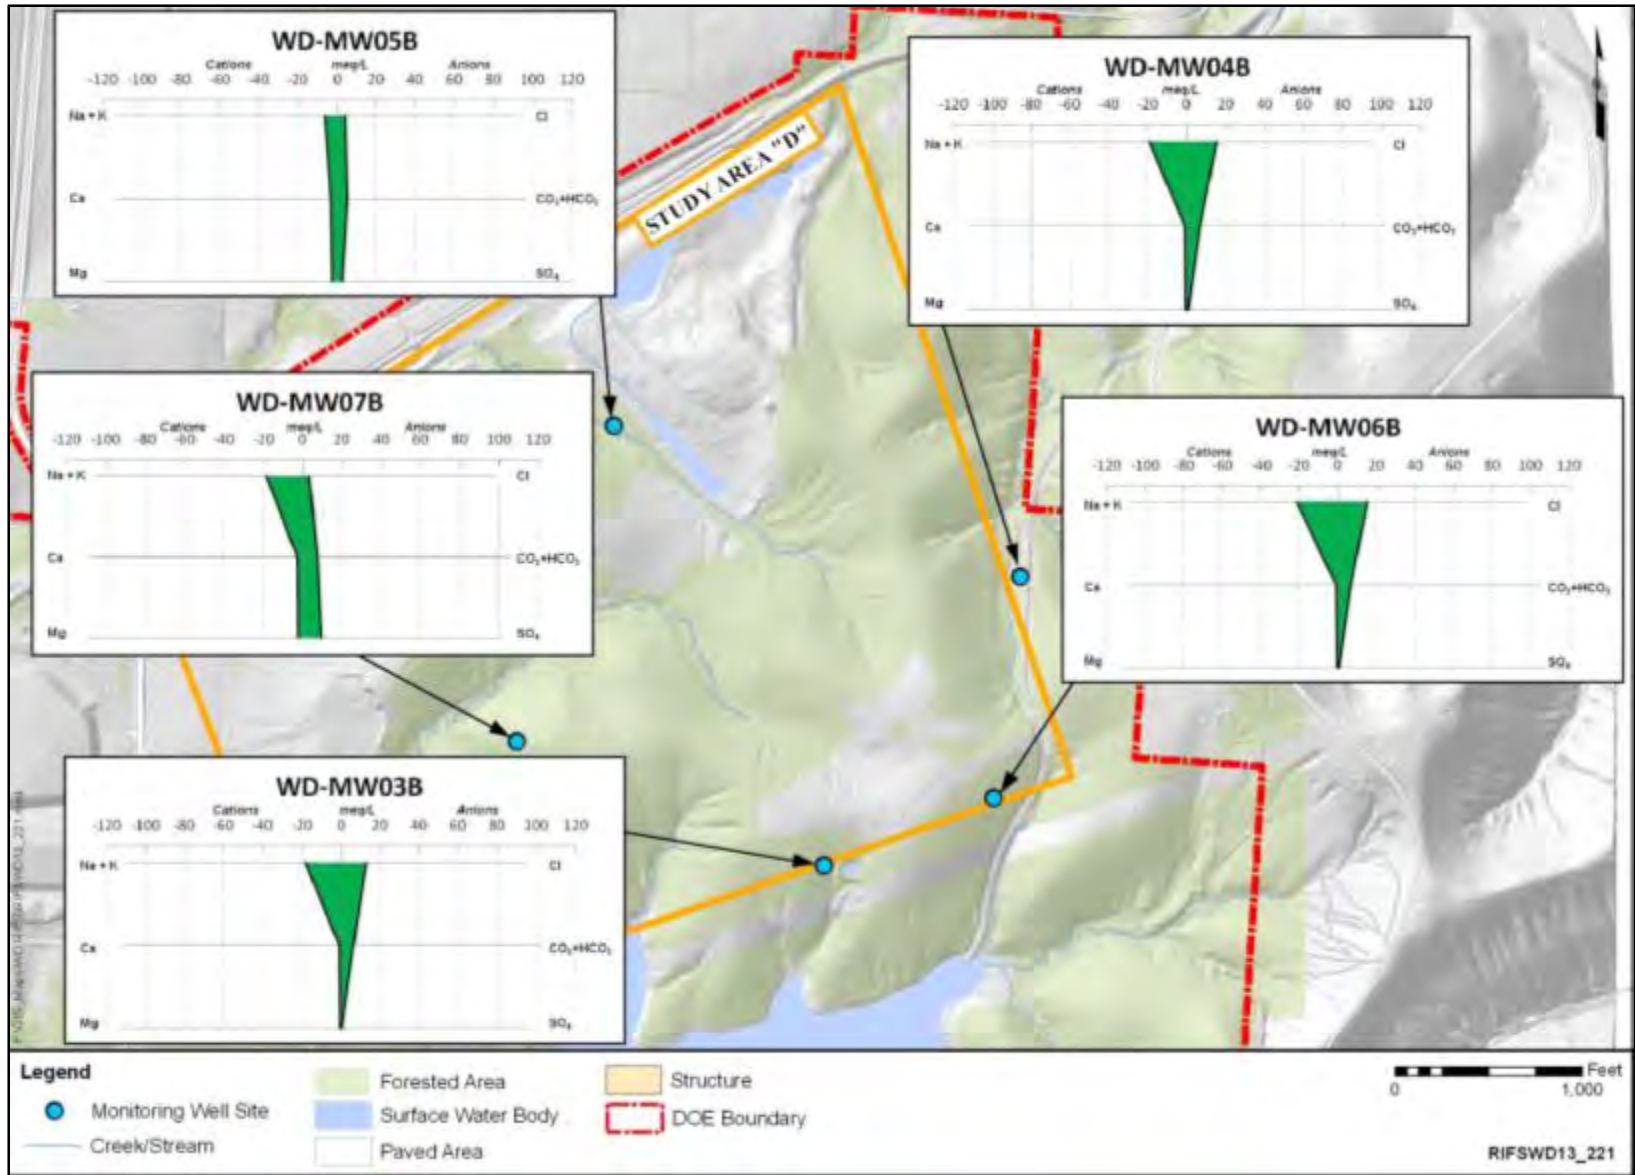 WD-MW05B
Cations meq/L Anions
-120 -100 -80 -60 -40 -20 0 20 40 60 80 100 120
Na + K Cl
Ca CO₃+HCO₃
Mg SO₄
WD-MW04B
Cations meq/L Anions
-120 -100 -80 -60 -40 -20 0 20 40 60 80 100 120
Na + K Cl
Ca CO₃+HCO₃
Mg SO₄
STUDY AREA "D"
WD-MW07B
Cations meq/L Anions
-120 -100 -80 -60 -40 -20 0 20 40 60 80 100 120
Na + K Cl
Ca CO₃+HCO₃
Mg SO₄
WD-MW06B
Cations meq/L Anions
-120 -100 -80 -60 -40 -20 0 20 40 60 80 100 120
Na + K Cl
Ca CO₃+HCO₃
Mg SO₄
WD-MW03B
Cations meq/L Anions
-120 -100 -80 -60 -40 -20 0 20 40 60 80 100 120
Na + K Cl
Ca CO₃+HCO₃
Mg SO₄
Legend
Monitoring Well Site
Creek/Stream
Forested Area
Surface Water Body
Paved Area
Structure
DOE Boundary
Feet
0 1,000
RIFSWD13_221